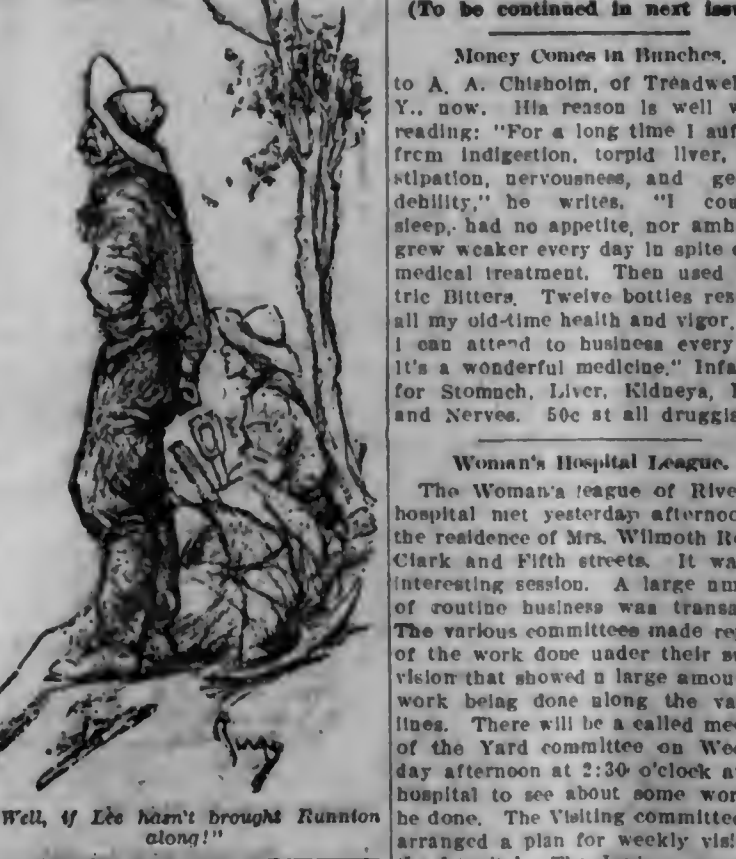 Well, if Lee hasn't brought Runnion
along!"
(To be continued in next issu
Money Comes in Bunches.
to A. A. Chisholm, of Treadwel
Y., now. His reason is well w
reading: "For a long time I suf
from indigestion, torpid liver,
stipation, nervousness, and ge
debility," he writes. "I cou
sleep, had no appetite, nor amb
grew weaker every day in spite o
medical treatment. Then used
tric Bitters. Twelve bottles res
all my old-time health and vigor.
I can attend to business every
It's a wonderful medicine." Infa
for Stomach, Liver, Kidneys,
and Nerves. 50c at all druggis
Woman's Hospital League.
The Woman's league of Rive
hospital met yesterday afternoo
the residence of Mrs. Wilmoth R
Clark and Fifth streets. It wa
interesting session. A large num
of routine business was transa
The various committees made rep
of the work done under their su
vision that showed a large amou
work being done along the va
lines. There will be a called mee
of the Yard committee on Wed
day afternoon at 2:30 o'clock a
hospital to see about some wor
be done. The Visiting committee
arranged a plan for weekly visi